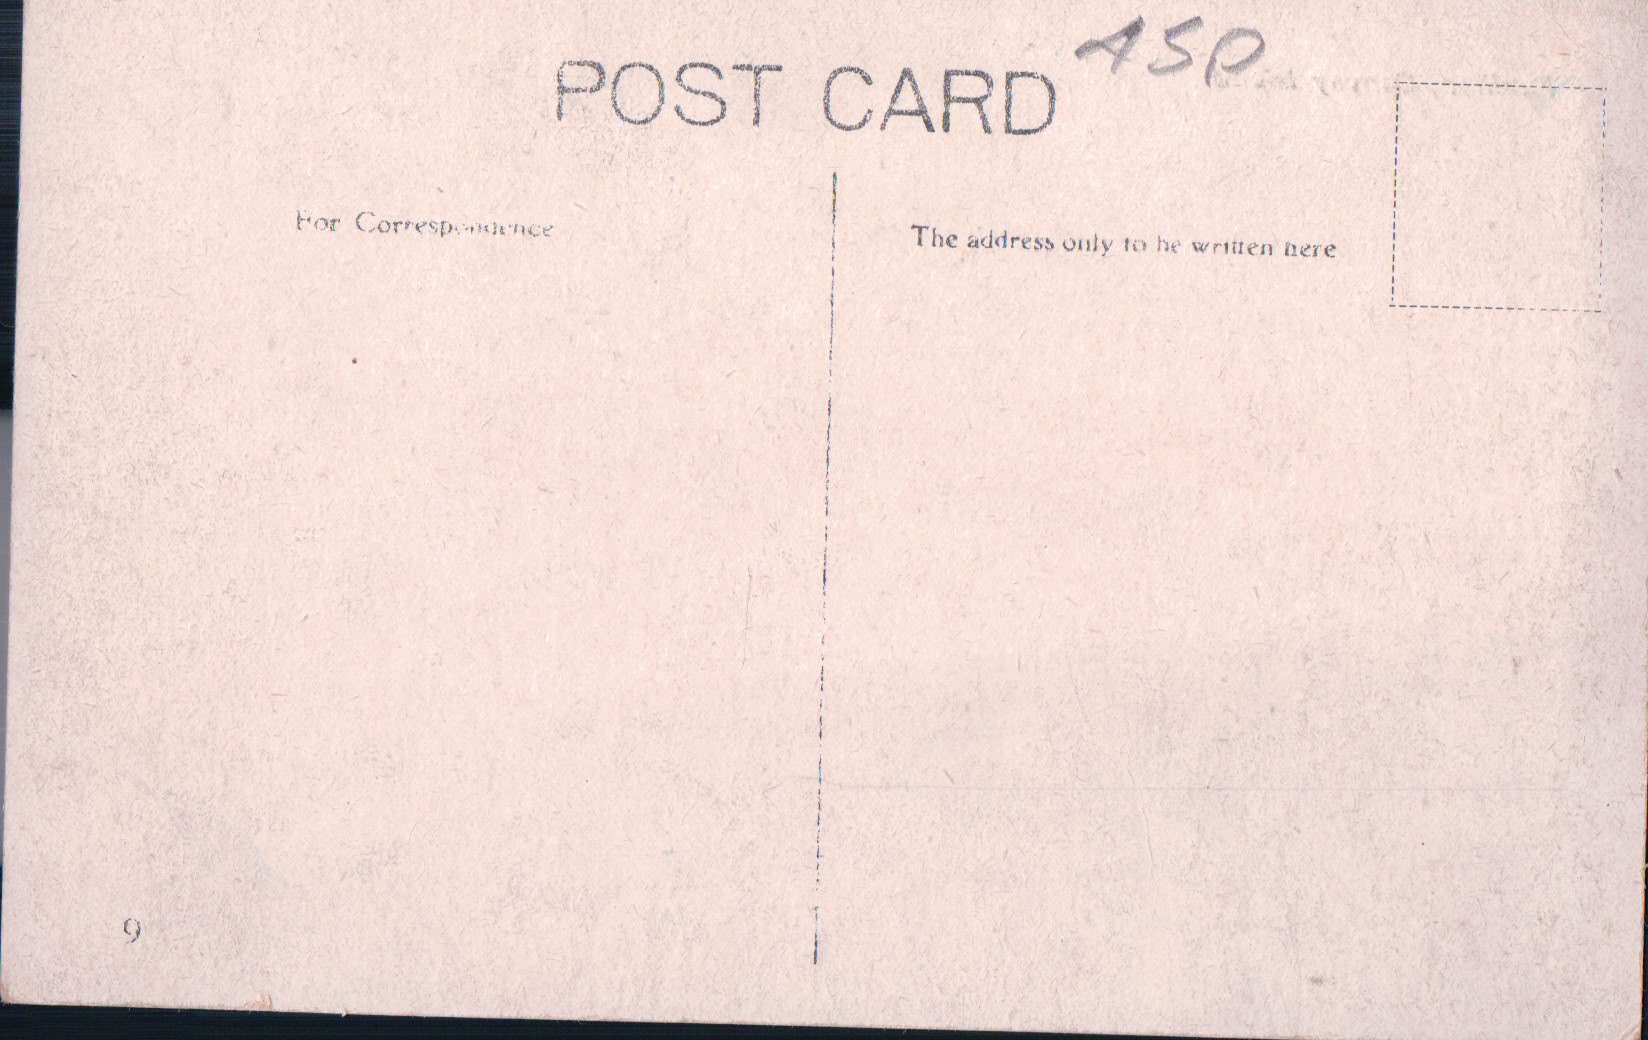 POST CARD
45p
For Correspondence
The address only to be written here
9